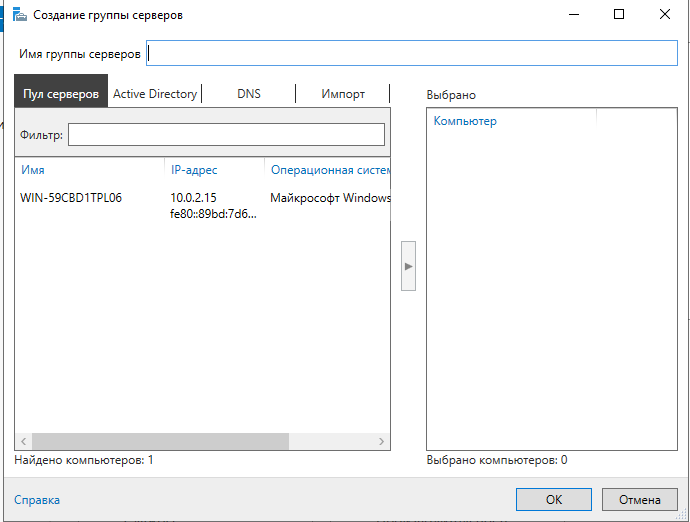 Создание группы серверов
Имя группы серверов
Пул серверов Active Directory DNS Импорт
Выбрано
Фильтр:
Компьютер
Имя IP-адрес Операционная систем
WIN-59CBD1TPL06 10.0.2.15 Майкрософт Windows
fe80::89bd:7d6...
Найдено компьютеров: 1
Выбрано компьютеров: 0
Справка
ОК
Отмена